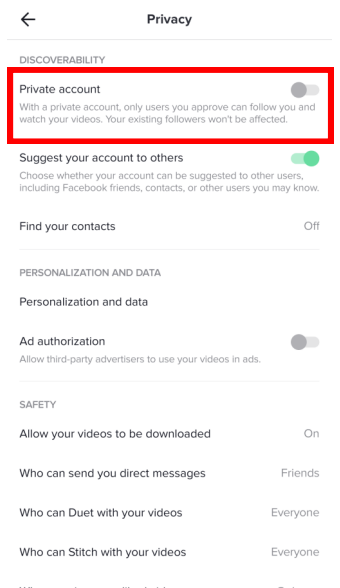 Privacy
DISCOVERABILITY
Private account
With a private account, only users you approve can follow you and
watch your videos. Your existing followers won't be affected.
Suggest your account to others
Choose whether your account can be suggested to other users,
including Facebook friends, contacts, or other users you may know.
Find your contacts Off
PERSONALIZATION AND DATA
Personalization and data
Ad authorization
Allow third-party advertisers to use your videos in ads.
SAFETY
Allow your videos to be downloaded On
Who can send you direct messages Friends
Who can Duet with your videos Everyone
Who can Stitch with your videos Everyone